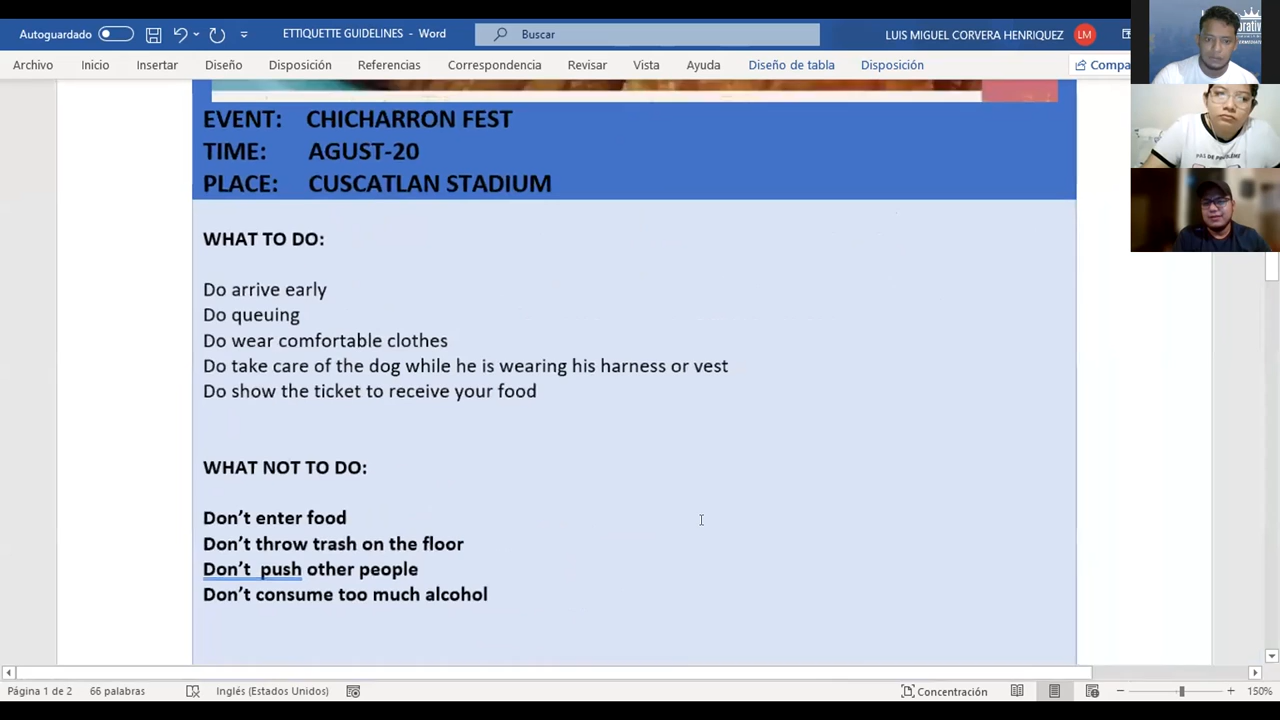 Autoguardado
ETTIQUETTE GUIDELINES - Word
Buscar
LUIS MIGUEL CORVERA HENRIQUEZ
LM
Archivo
Inicio
Insertar
Diseño
Disposición
Referencias
Correspondencia
Revisar
Vista
Ayuda
Diseño de tabla
Disposición
Compa
EVENT: CHICHARRON FEST
TIME: AGUST-20
PLACE: CUSCATLAN STADIUM
WHAT TO DO:
Do arrive early
Do queuing
Do wear comfortable clothes
Do take care of the dog while he is wearing his harness or vest
Do show the ticket to receive your food
WHAT NOT TO DO:
Don’t enter food
Don’t throw trash on the floor
Don’t  push other people
Don’t consume too much alcohol
Página 1 de 2
66 palabras
Inglés (Estados Unidos)
Concentración
150%